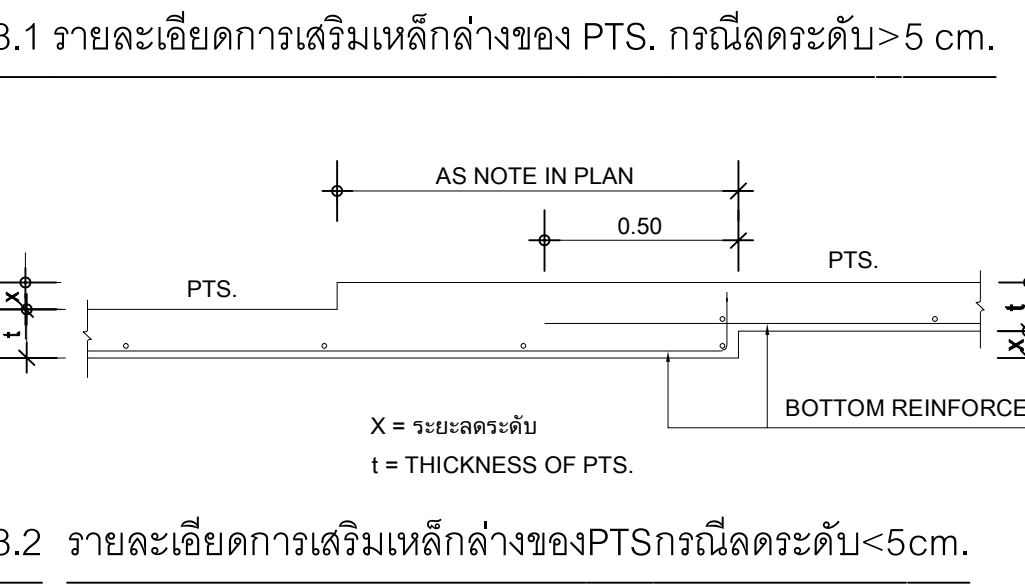 3.1 รายละเอียดการเสริมเหล็กล่างของ PTS. กรณีลดระดับ>5 cm.
AS NOTE IN PLAN
0.50
PTS.
PTS.
x
t
t
x
BOTTOM REINFORCE
X = ระยะลดระดับ
t = THICKNESS OF PTS.
3.2 รายละเอียดการเสริมเหล็กล่างของPTSกรณีลดระดับ<5cm.